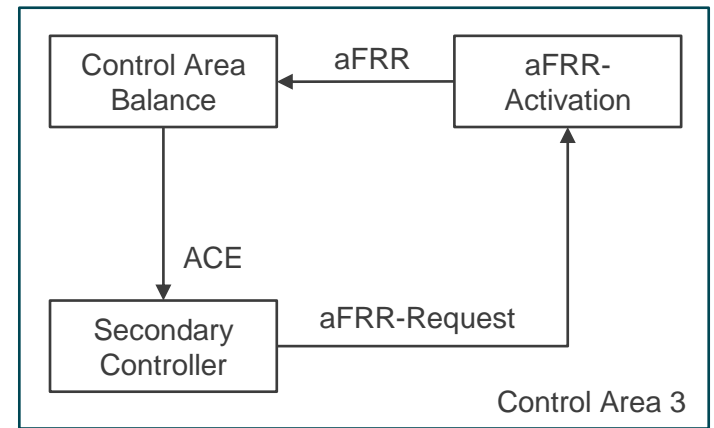 Control Area
Balance
aFRR
aFRR-
Activation
ACE
Secondary
Controller
aFRR-Request
Control Area 3